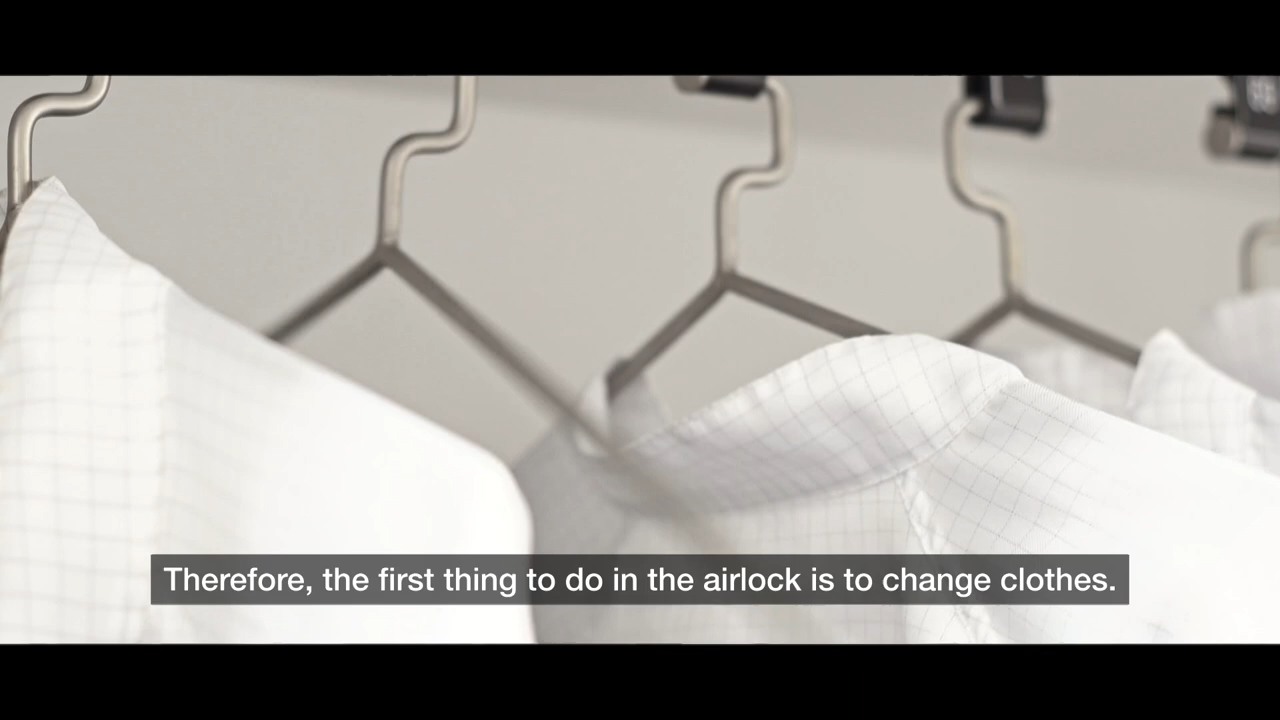 Therefore, the first thing to do in the airlock is to change clothes.